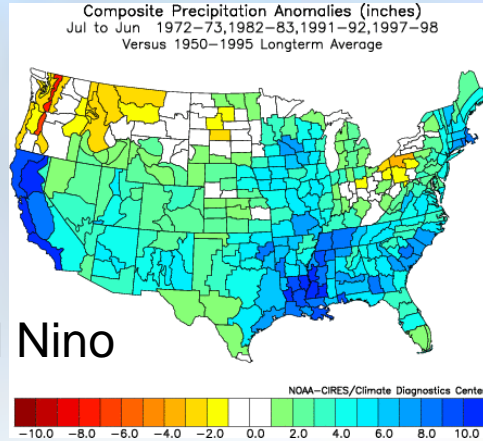 Composite Precipitation Anomalies (inches)
Jul to Jun 1972-73,1982-83,1991-92,1997-98
Versus 1950-1995 Longterm Average
Nino
NOAA-CIRES/Climate Diagnostics Cente
-10.0 -8.0 -6.0 -4.0 -2.0 0.0 2.0 4.0 6.0 8.0 10.0